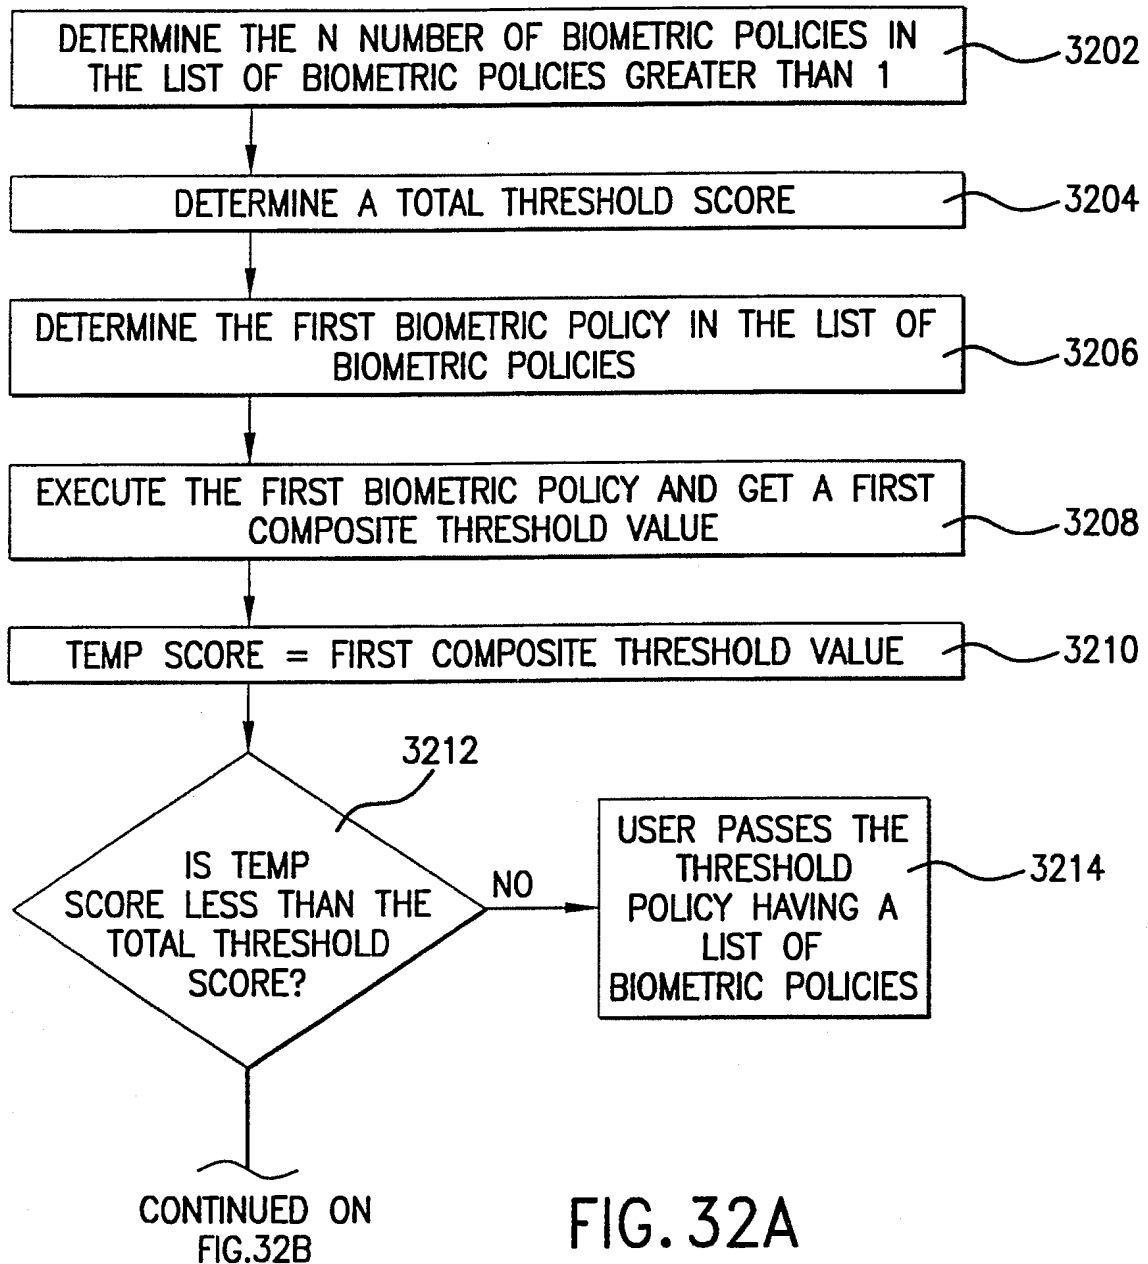 DETERMINE THE N NUMBER OF BIOMETRIC POLICIES IN
THE LIST OF BIOMETRIC POLICIES GREATER THAN 1
3202
DETERMINE A TOTAL THRESHOLD SCORE
3204
DETERMINE THE FIRST BIOMETRIC POLICY IN THE LIST OF
BIOMETRIC POLICIES
3206
EXECUTE THE FIRST BIOMETRIC POLICY AND GET A FIRST
COMPOSITE THRESHOLD VALUE
3208
TEMP SCORE = FIRST COMPOSITE THRESHOLD VALUE
3210
3212
IS TEMP
SCORE LESS THAN THE
TOTAL THRESHOLD
SCORE?
NO
USER PASSES THE
THRESHOLD
POLICY HAVING A
LIST OF
BIOMETRIC POLICIES
3214
CONTINUED ON
FIG.32B
FIG. 32A